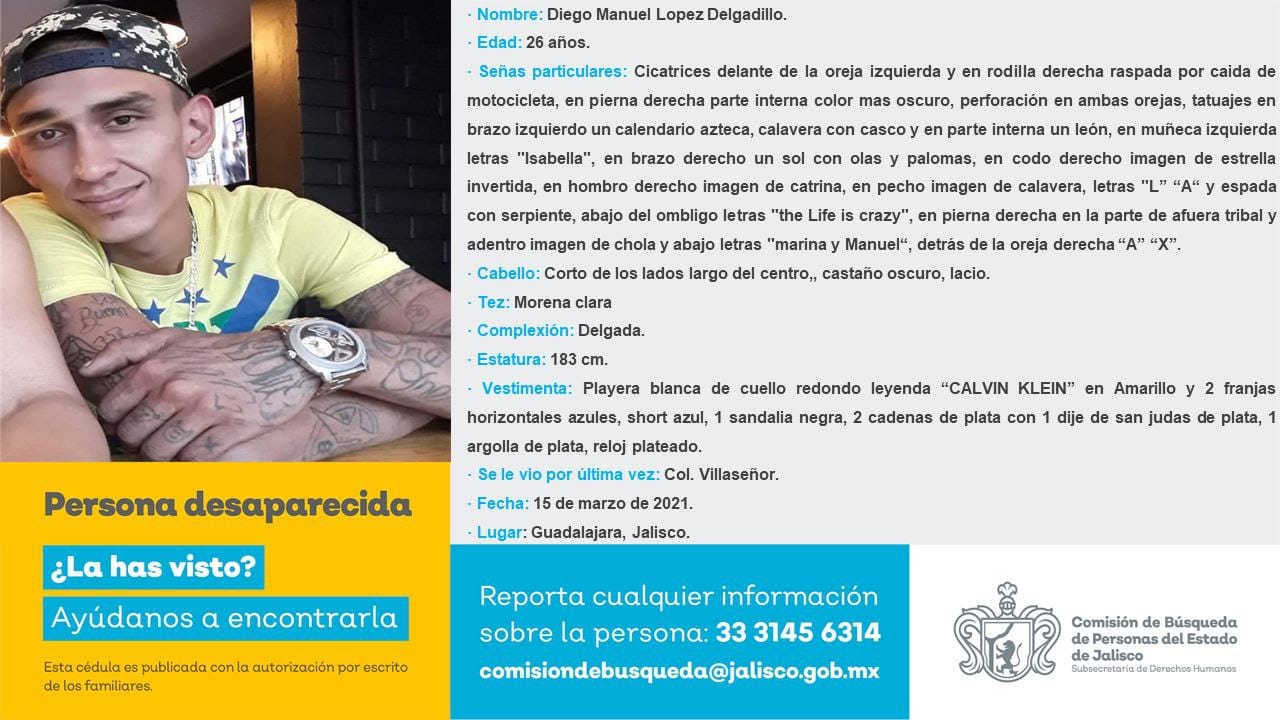 · Nombre: Diego Manuel Lopez Delgadillo.
· Edad: 26 años.
· Señas particulares: Cicatrices delante de la oreja izquierda y en rodilla derecha raspada por caida de
motocicleta, en pierna derecha parte interna color mas oscuro, perforación en ambas orejas, tatuajes en
brazo izquierdo un calendario azteca, calavera con casco y en parte interna un león, en muñeca izquierda
letras "Isabella", en brazo derecho un sol con olas y palomas, en codo derecho imagen de estrella
invertida, en hombro derecho imagen de catrina, en pecho imagen de calavera, letras "L” “A“ y espada
con serpiente, abajo del ombligo letras "the Life is crazy", en pierna derecha en la parte de afuera tribal y
adentro imagen de chola y abajo letras "marina y Manuel“, detrás de la oreja derecha “A” “X”.
· Cabello: Corto de los lados largo del centro,, castaño oscuro, lacio.
· Tez: Morena clara
· Complexión: Delgada.
· Estatura: 183 cm.
· Vestimenta: Playera blanca de cuello redondo leyenda “CALVIN KLEIN” en Amarillo y 2 franjas
horizontales azules, short azul, 1 sandalia negra, 2 cadenas de plata con 1 dije de san judas de plata, 1
argolla de plata, reloj plateado.
· Se le vio por última vez: Col. Villaseñor.
· Fecha: 15 de marzo de 2021.
· Lugar: Guadalajara, Jalisco.
Persona desaparecida
¿La has visto?
Ayúdanos a encontrarla
Esta cédula es publicada con la autorización por escrito
de los familiares.
Reporta cualquier información
sobre la persona: 33 3145 6314
comisiondebusqueda@jalisco.gob.mx
Comisión de Búsqueda
de Personas del Estado
de Jalisco
Subsecretaría de Derechos Humanos